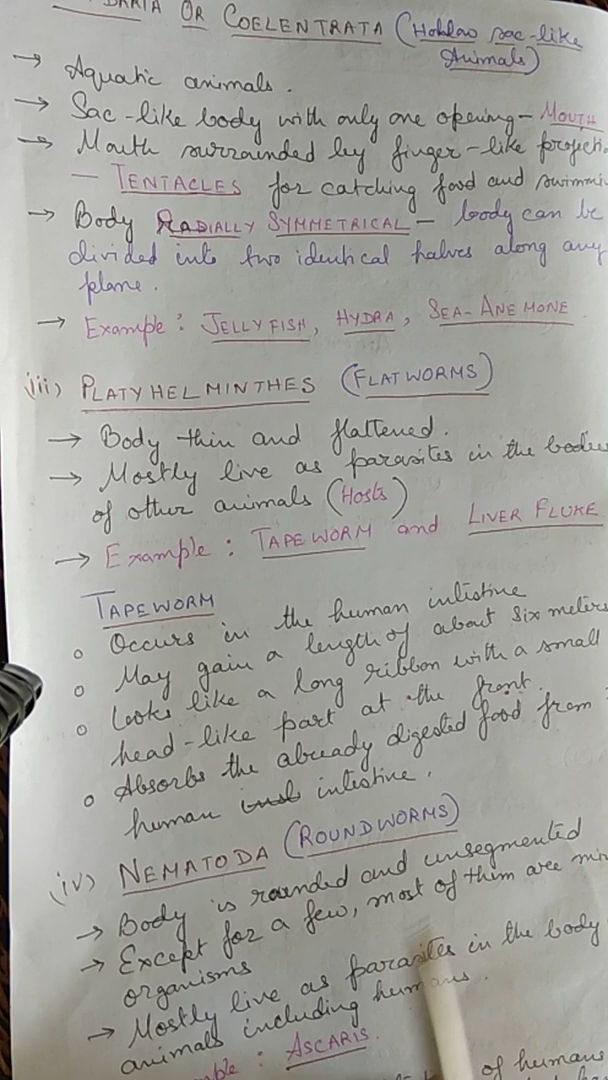 DARIA OR COELENTRATA (Hollow sac-like
Animals)
→ Aquatic animals.
→ Sac-like body with only one opening - MOUTH
→ Mouth surrounded by finger-like projecti
— TENTACLES for catching food and swimmi
→ Body RADIALLY SYMMETRICAL - body can be
divided into two identical halves along any
plane.
→ Example: JELLYFISH, HYDRA, SEA-ANEMONE
(iii) PLATYHELMINTHES (FLATWORMS)
→ Body thin and flattened.
→ Mostly live as parasites in the bodies
of other animals (Hosts)
→ Example: TAPEWORM and LIVER FLUKE
TAPEWORM
o Occurs in the human intestine
o May gain a length of about six meters
o Looks like a long ribbon with a small
head-like part at the front.
o Absorbs the already digested food from
human intestine.
(iv) NEMATODA (ROUNDWORMS)
→ Body is rounded and unsegmented
→ Except for a few, most of them are mi
organisms
→ Mostly live as parasites in the body
animals including humans.
mple: ASCARIS.
of humans